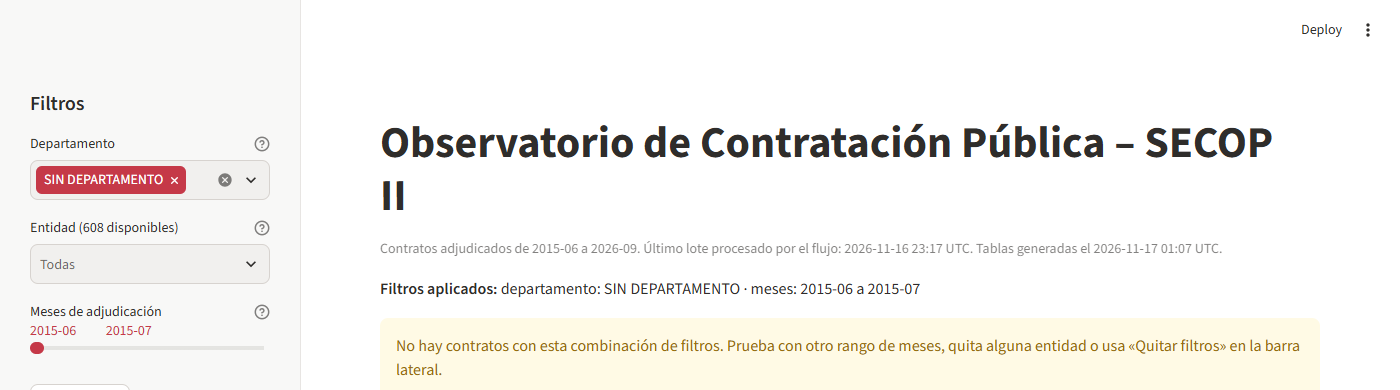 Deploy
Filtros
Departamento
SIN DEPARTAMENTO ×
Entidad (608 disponibles)
Todas
Meses de adjudicación
2015-06 2015-07
Observatorio de Contratación Pública – SECOP
II
Contratos adjudicados de 2015-06 a 2026-09. Último lote procesado por el flujo: 2026-11-16 23:17 UTC. Tablas generadas el 2026-11-17 01:07 UTC.
Filtros aplicados: departamento: SIN DEPARTAMENTO · meses: 2015-06 a 2015-07
No hay contratos con esta combinación de filtros. Prueba con otro rango de meses, quita alguna entidad o usa «Quitar filtros» en la barra
lateral.